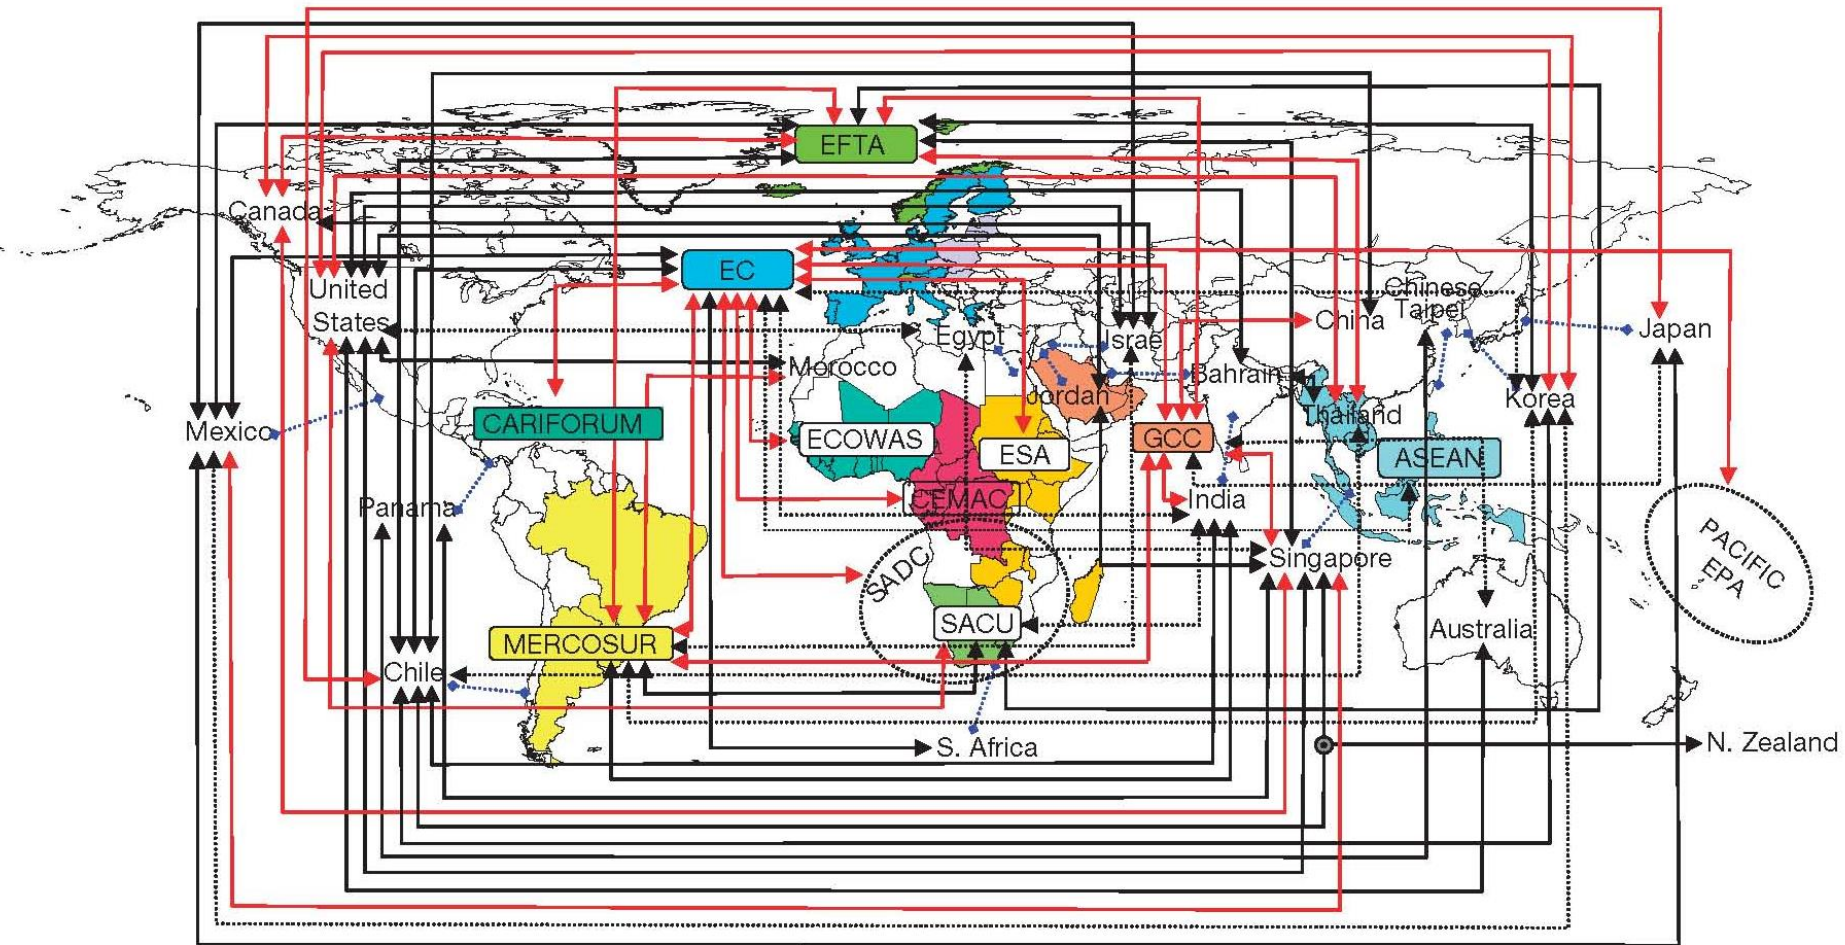 EFTA
Canada
EC
United
States
Chinese
Taipei
China
Japan
Egypt
Israe
Morocco
Bahrain
Jordan
Korea
Thailand
Mexico
CARIFORUM
ECOWAS
ESA
GCC
ASEAN
CEMAC
India
Panama
PACIFIC
EPA
Singapore
SADC
SACU
Australia
MERCOSUR
Chile
S. Africa
N. Zealand